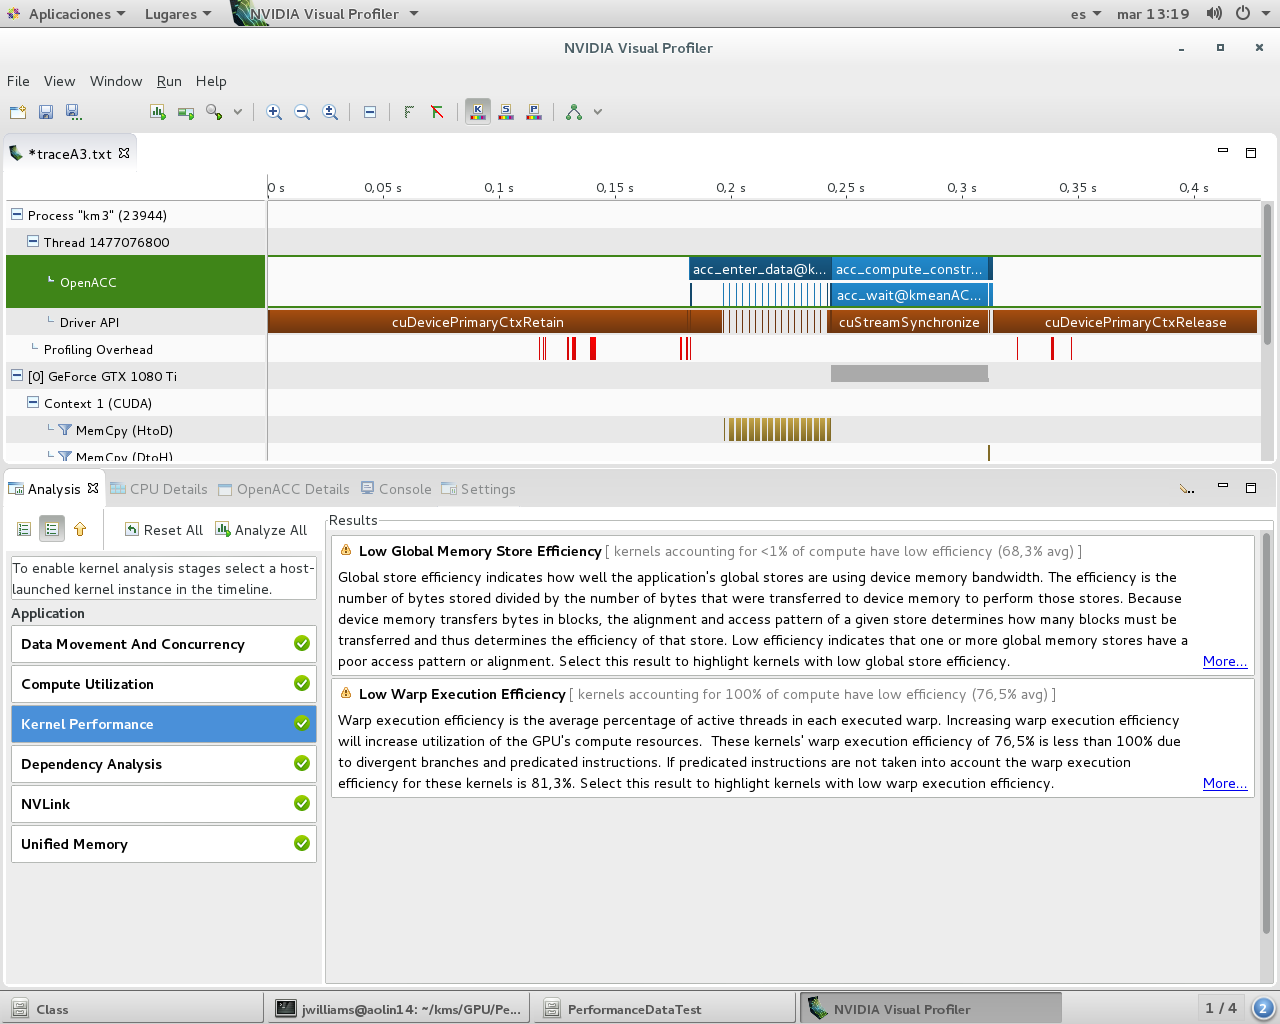 Aplicaciones Lugares NVIDIA Visual Profiler es mar 13:19
NVIDIA Visual Profiler
File View Window Run Help
K S P
*traceA3.txt
0 s 0,05 s 0,1 s 0,15 s 0,2 s 0,25 s 0,3 s 0,35 s 0,4 s
Process "km3" (23944)
Thread 1477076800
OpenACC
acc_enter_data@k... acc_compute_constr...
acc_wait@kmeanAC...
Driver API
cuDevicePrimaryCtxRetain cuStreamSynchronize cuDevicePrimaryCtxRelease
Profiling Overhead
[0] GeForce GTX 1080 Ti
Context 1 (CUDA)
MemCpy (HtoD)
MemCpy (DtoH)
Analysis CPU Details OpenACC Details Console Settings
Reset All Analyze All
To enable kernel analysis stages select a host-
launched kernel instance in the timeline.
Application
Data Movement And Concurrency
Compute Utilization
Kernel Performance
Dependency Analysis
NVLink
Unified Memory
Results
Low Global Memory Store Efficiency [ kernels accounting for <1% of compute have low efficiency (68,3% avg) ]
Global store efficiency indicates how well the application's global stores are using device memory bandwidth. The efficiency is the
number of bytes stored divided by the number of bytes that were transferred to device memory to perform those stores. Because
device memory transfers bytes in blocks, the alignment and access pattern of a given store determines how many blocks must be
transferred and thus determines the efficiency of that store. Low efficiency indicates that one or more global memory stores have a
poor access pattern or alignment. Select this result to highlight kernels with low global store efficiency. More...
Low Warp Execution Efficiency [ kernels accounting for 100% of compute have low efficiency (76,5% avg) ]
Warp execution efficiency is the average percentage of active threads in each executed warp. Increasing warp execution efficiency
will increase utilization of the GPU's compute resources. These kernels' warp execution efficiency of 76,5% is less than 100% due
to divergent branches and predicated instructions. If predicated instructions are not taken into account the warp execution
efficiency for these kernels is 81,3%. Select this result to highlight kernels with low warp execution efficiency. More...
Class jwilliams@aolin14: ~/kms/GPU/Pe... PerformanceDataTest NVIDIA Visual Profiler 1 / 4 2